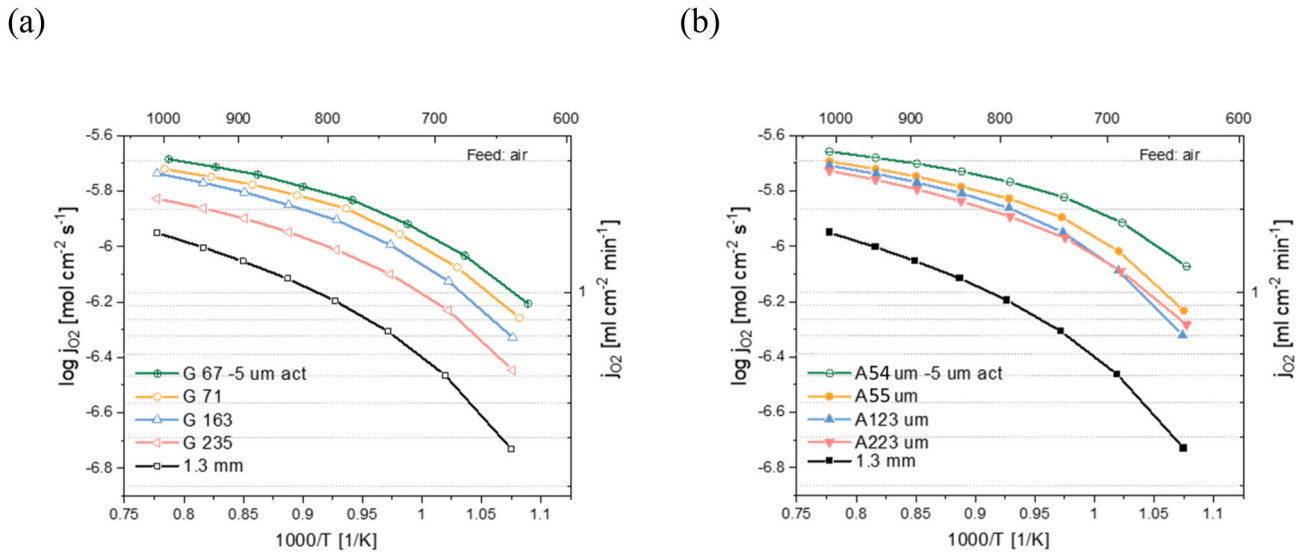 (a)
(b)
1000 900 800 700 600
Feed: air
log jO2 [mol cm-2 s-1]
-5.6
-5.8
-6
-6.2
-6.4
-6.6
-6.8
1
jO2 [ml cm-2 min-1]
G 67 -5 um act
G 71
G 163
G 235
1.3 mm
0.75 0.8 0.85 0.9 0.95 1 1.05 1.1
1000/T [1/K]
1000 900 800 700 600
Feed: air
log jO2 [mol cm-2 s-1]
-5.6
-5.8
-6
-6.2
-6.4
-6.6
-6.8
1
jO2 [ml cm-2 min-1]
A54 um -5 um act
A55 um
A123 um
A223 um
1.3 mm
0.75 0.8 0.85 0.9 0.95 1 1.05 1.1
1000/T [1/K]